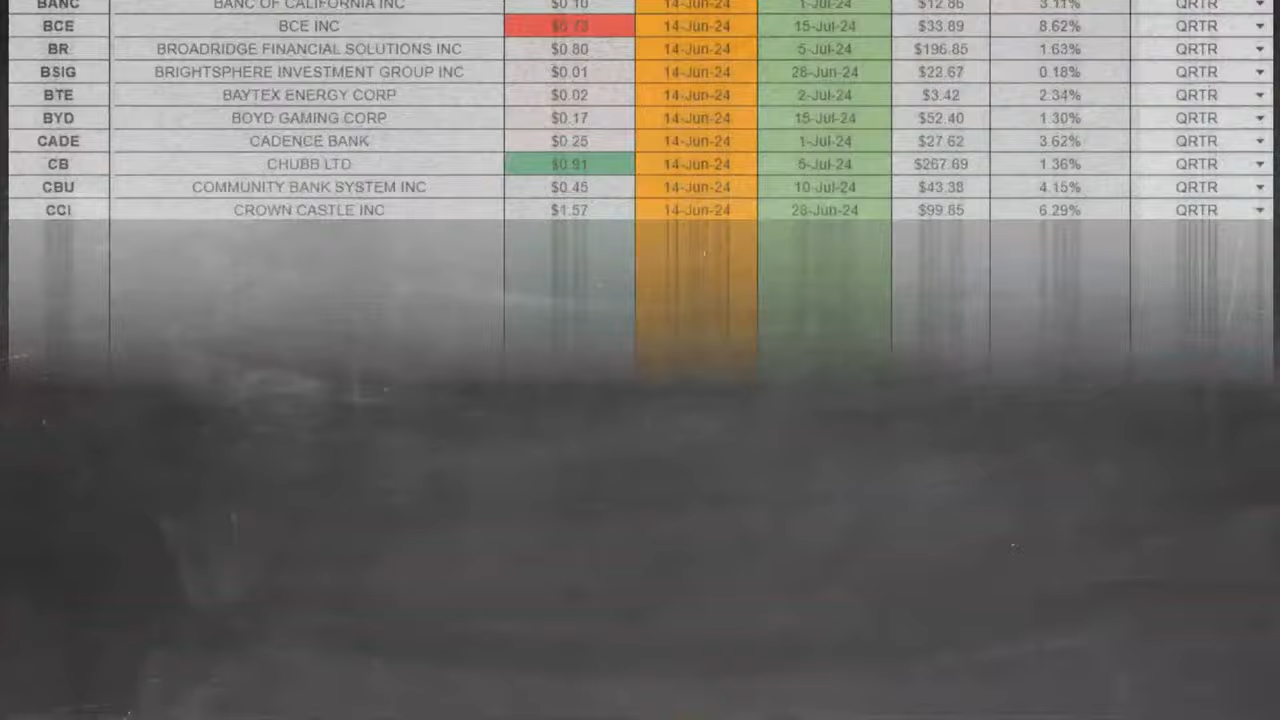 BANC BANC OF CALIFORNIA INC $0.10 14-Jun-24 1-Jul-24 $12.86 3.11% QRTR
BCE BCE INC 14-Jun-24 15-Jul-24 $33.89 8.62% QRTR
BR BROADRIDGE FINANCIAL SOLUTIONS INC $0.80 14-Jun-24 5-Jul-24 $196.85 1.63% QRTR
BSIG BRIGHTSPHERE INVESTMENT GROUP INC $0.01 14-Jun-24 28-Jun-24 $22.67 0.18% QRTR
BTE BAYTEX ENERGY CORP $0.02 14-Jun-24 2-Jul-24 $3.42 2.34% QRTR
BYD BOYD GAMING CORP $0.17 14-Jun-24 15-Jul-24 $52.40 1.30% QRTR
CADE CADENCE BANK $0.25 14-Jun-24 1-Jul-24 $27.62 3.62% QRTR
CB CHUBB LTD $0.91 14-Jun-24 5-Jul-24 $267.69 1.36% QRTR
CBU COMMUNITY BANK SYSTEM INC $0.45 14-Jun-24 10-Jul-24 $43.38 4.15% QRTR
CCI CROWN CASTLE INC $1.57 14-Jun-24 28-Jun-24 $99.85 6.29% QRTR